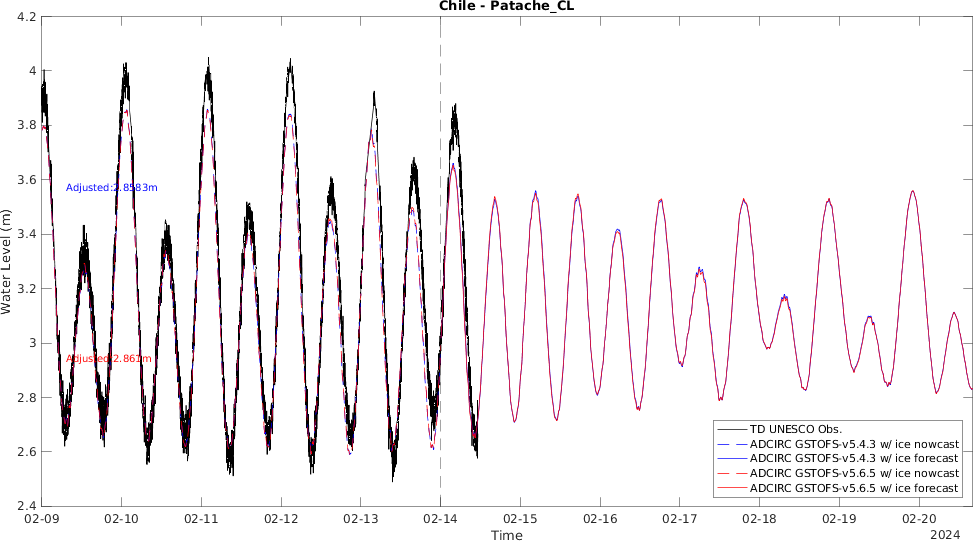 Chile - Patache_CL
4.2
4
3.8
3.6
3.4
3.2
3
2.8
2.6
2.4
Water Level (m)
Adjusted:2.8583m
Adjusted:2.861m
TD UNESCO Obs.
ADCIRC GSTOFS-v5.4.3 w/ ice nowcast
ADCIRC GSTOFS-v5.4.3 w/ ice forecast
ADCIRC GSTOFS-v5.6.5 w/ ice nowcast
ADCIRC GSTOFS-v5.6.5 w/ ice forecast
02-09 02-10 02-11 02-12 02-13 02-14 02-15 02-16 02-17 02-18 02-19 02-20
Time
2024